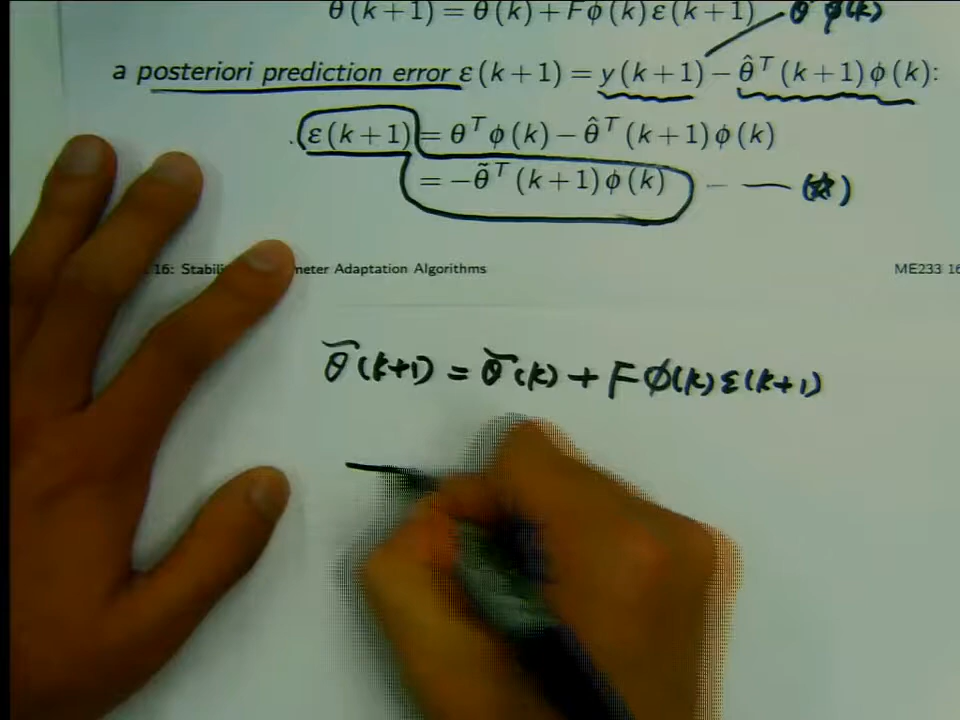 θ̂(k+1) = θ̂(k) + Fϕ(k)ε(k+1) θᵀϕ(k)
a posteriori prediction error ε(k+1) = y(k+1) − θ̂ᵀ(k+1)ϕ(k):
ε(k+1) = θᵀϕ(k) − θ̂ᵀ(k+1)ϕ(k)
= −θ̃ᵀ(k+1)ϕ(k) — — (☆)
16: Stabili meter Adaptation Algorithms ME233 16
θ̃(k+1) = θ̃(k) + Fϕ(k)ε(k+1)